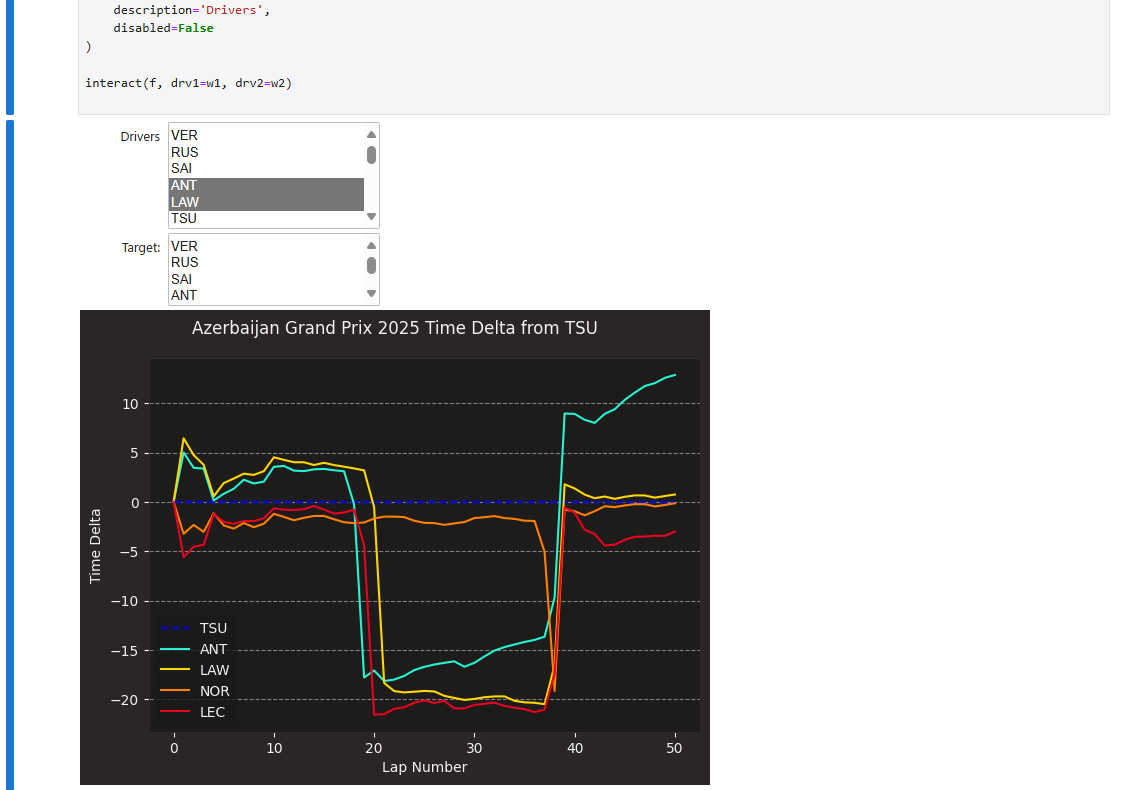 description='Drivers',
disabled=False
)
interact(f, drv1=w1, drv2=w2)
Drivers
VER
RUS
SAI
ANT
LAW
TSU
Target:
VER
RUS
SAI
ANT
Azerbaijan Grand Prix 2025 Time Delta from TSU
Time Delta
10
5
0
−5
−10
−15
−20
TSU
ANT
LAW
NOR
LEC
0
10
20
30
40
50
Lap Number